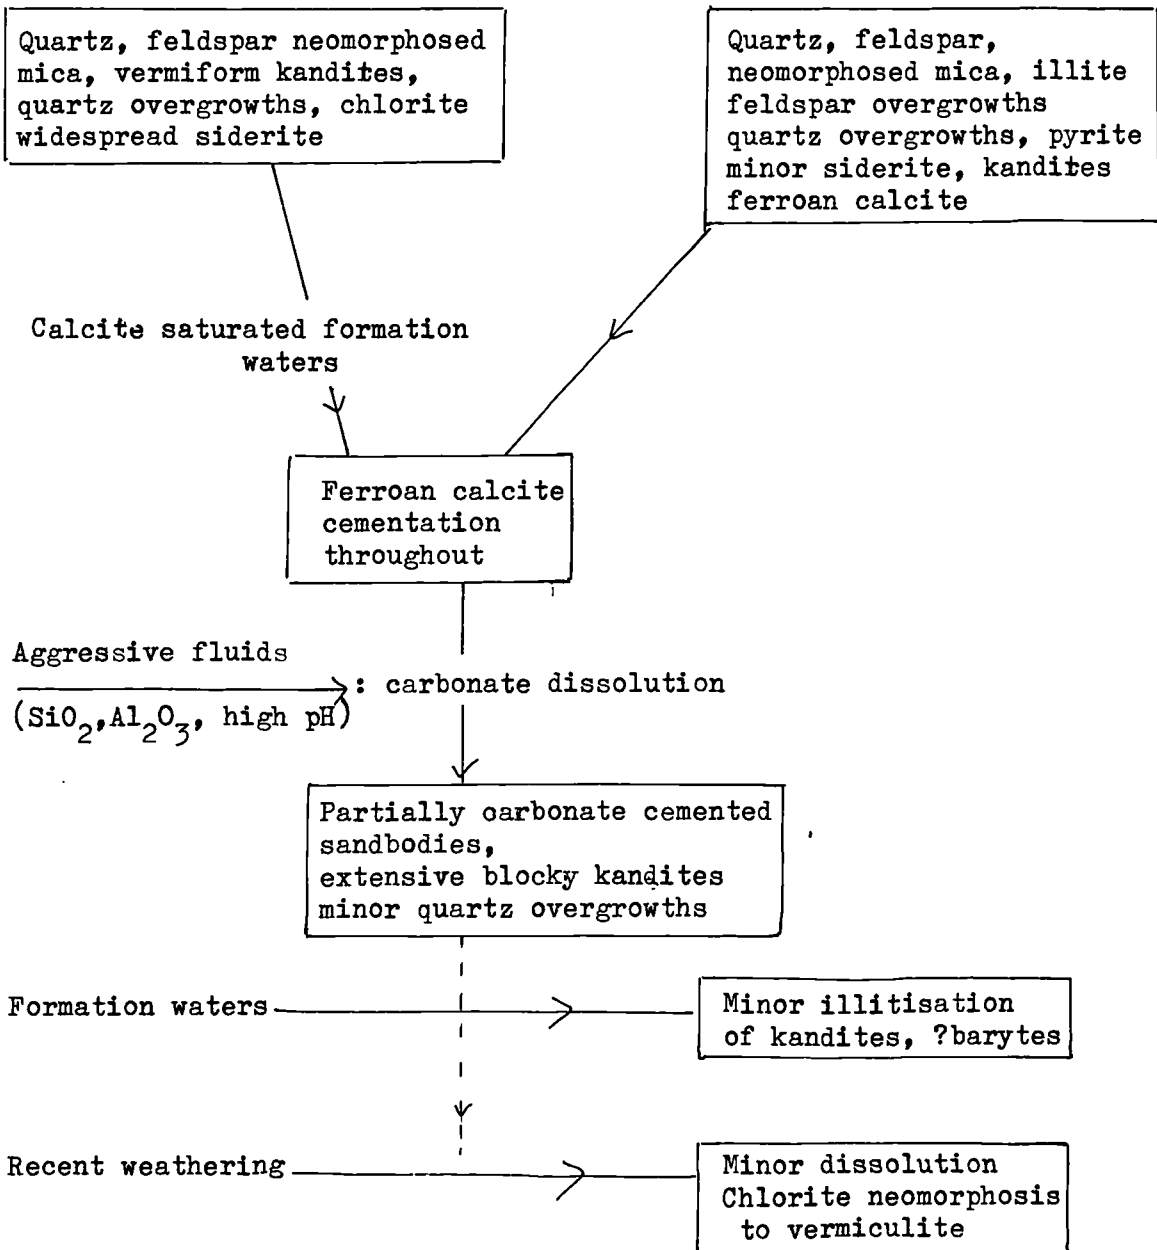 Quartz, feldspar neomorphosed
mica, vermiform kandites,
quartz overgrowths, chlorite
widespread siderite
Quartz, feldspar,
neomorphosed mica, illite
feldspar overgrowths
quartz overgrowths, pyrite
minor siderite, kandites
ferroan calcite
Calcite saturated formation
waters
Ferroan calcite
cementation
throughout
Aggressive fluids
: carbonate dissolution
(SiO2,Al2O3, high pH)
Partially carbonate cemented
sandbodies,
extensive blocky kandites
minor quartz overgrowths
Formation waters
Minor illitisation
of kandites, ?barytes
Recent weathering
Minor dissolution
Chlorite neomorphosis
to vermiculite